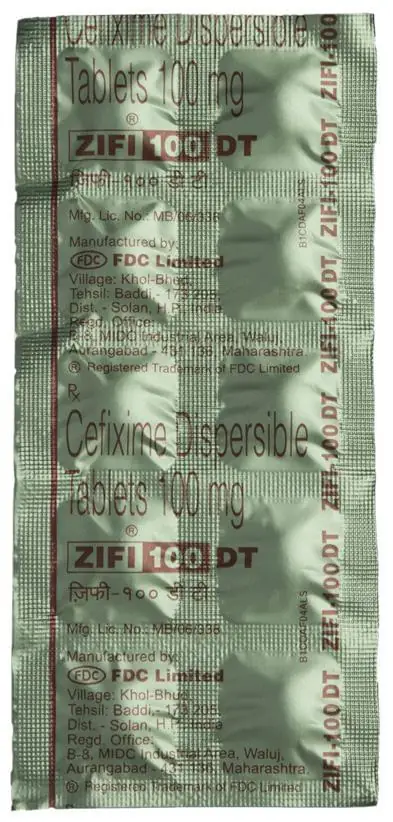 Cefixime Dispersible
Tablets 100 mg
®
ZIFI 100 DT
ज़िफी-१०० डी टी
Mfg. Lic. No.: MB/06/338
Manufactured by:
FDC FDC Limited
Village: Khol-Bhud,
Tehsil: Baddi,- 173 205,
Dist. - Solan, H.P., India
Regd. Office:
B-8, MIDC Industrial Area, Waluj,
Aurangabad - 431 136, Maharashtra.
® Registered Trademark of FDC Limited
Rx
Cefixime Dispersible
Tablets 100 mg
®
ZIFI 100 DT
ज़िफी-१०० डी टी
Mfg. Lic. No.: MB/06/338
Manufactured by
FDC FDC Limited
Village: Khol-Bhud,
Tehsil: Baddi,- 173 205,
Dist. - Solan, H.P., India
Regd. Office:
B-8, MIDC Industrial Area, Waluj,
Aurangabad - 431 136, Maharashtra.
® Registered Trademark of FDC Limited
ZIFI-100 DT ZIFI-100 DT ZIFI-100 DT ZIFI-100 DT ZIFI-100 DT ZIFI-100